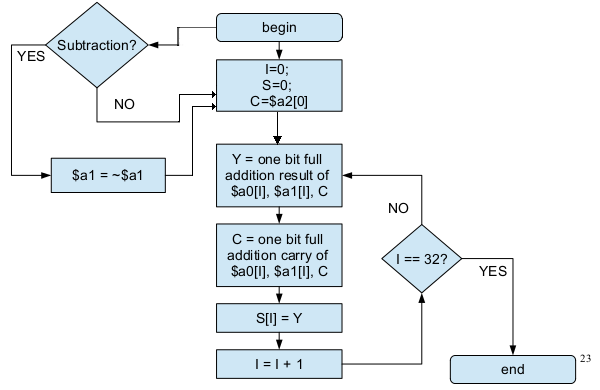 begin
Subtraction?
YES
NO
I=0;
S=0;
C=$a2[0]
$a1 = ~$a1
Y = one bit full
addition result of
$a0[I], $a1[I], C
C = one bit full
addition carry of
$a0[I], $a1[I], C
S[I] = Y
I = I + 1
NO
I == 32?
YES
end
23